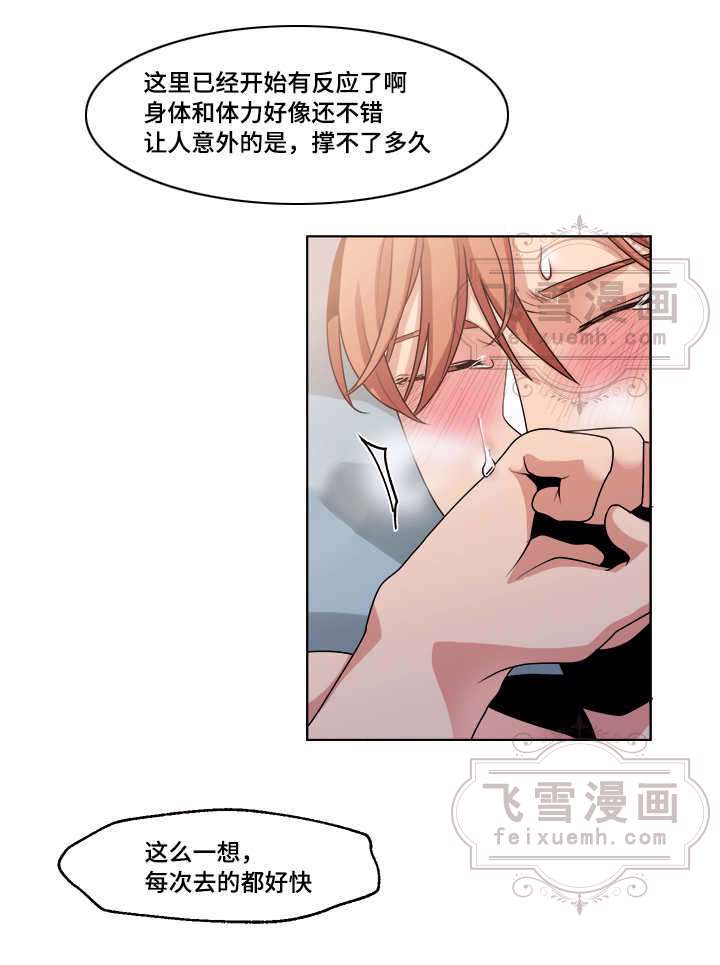 这里已经开始有反应了啊
身体和体力好像还不错
让人意外的是，撑不了多久
飞雪漫画
feixuemh.com
飞雪漫画
feixuemh.com
这么一想，
每次去的都好快